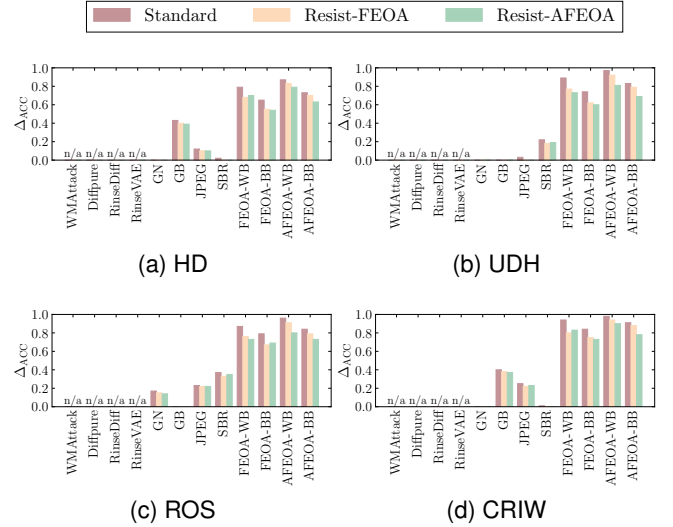 Standard Resist-FEOA Resist-AFEOA
1.0
0.8
0.6
0.4
0.2
0.0
Δ_ACC
n/a n/a n/a n/a
WMAttack
Diffpure
RinseDiff
RinseVAE
GN
GB
JPEG
SBR
FEOA-WB
FEOA-BB
AFEOA-WB
AFEOA-BB
(a) HD
1.0
0.8
0.6
0.4
0.2
0.0
Δ_ACC
n/a n/a n/a n/a
WMAttack
Diffpure
RinseDiff
RinseVAE
GN
GB
JPEG
SBR
FEOA-WB
FEOA-BB
AFEOA-WB
AFEOA-BB
(b) UDH
1.0
0.8
0.6
0.4
0.2
0.0
Δ_ACC
n/a n/a n/a n/a
WMAttack
Diffpure
RinseDiff
RinseVAE
GN
GB
JPEG
SBR
FEOA-WB
FEOA-BB
AFEOA-WB
AFEOA-BB
(c) ROS
1.0
0.8
0.6
0.4
0.2
0.0
Δ_ACC
n/a n/a n/a n/a
WMAttack
Diffpure
RinseDiff
RinseVAE
GN
GB
JPEG
SBR
FEOA-WB
FEOA-BB
AFEOA-WB
AFEOA-BB
(d) CRIW